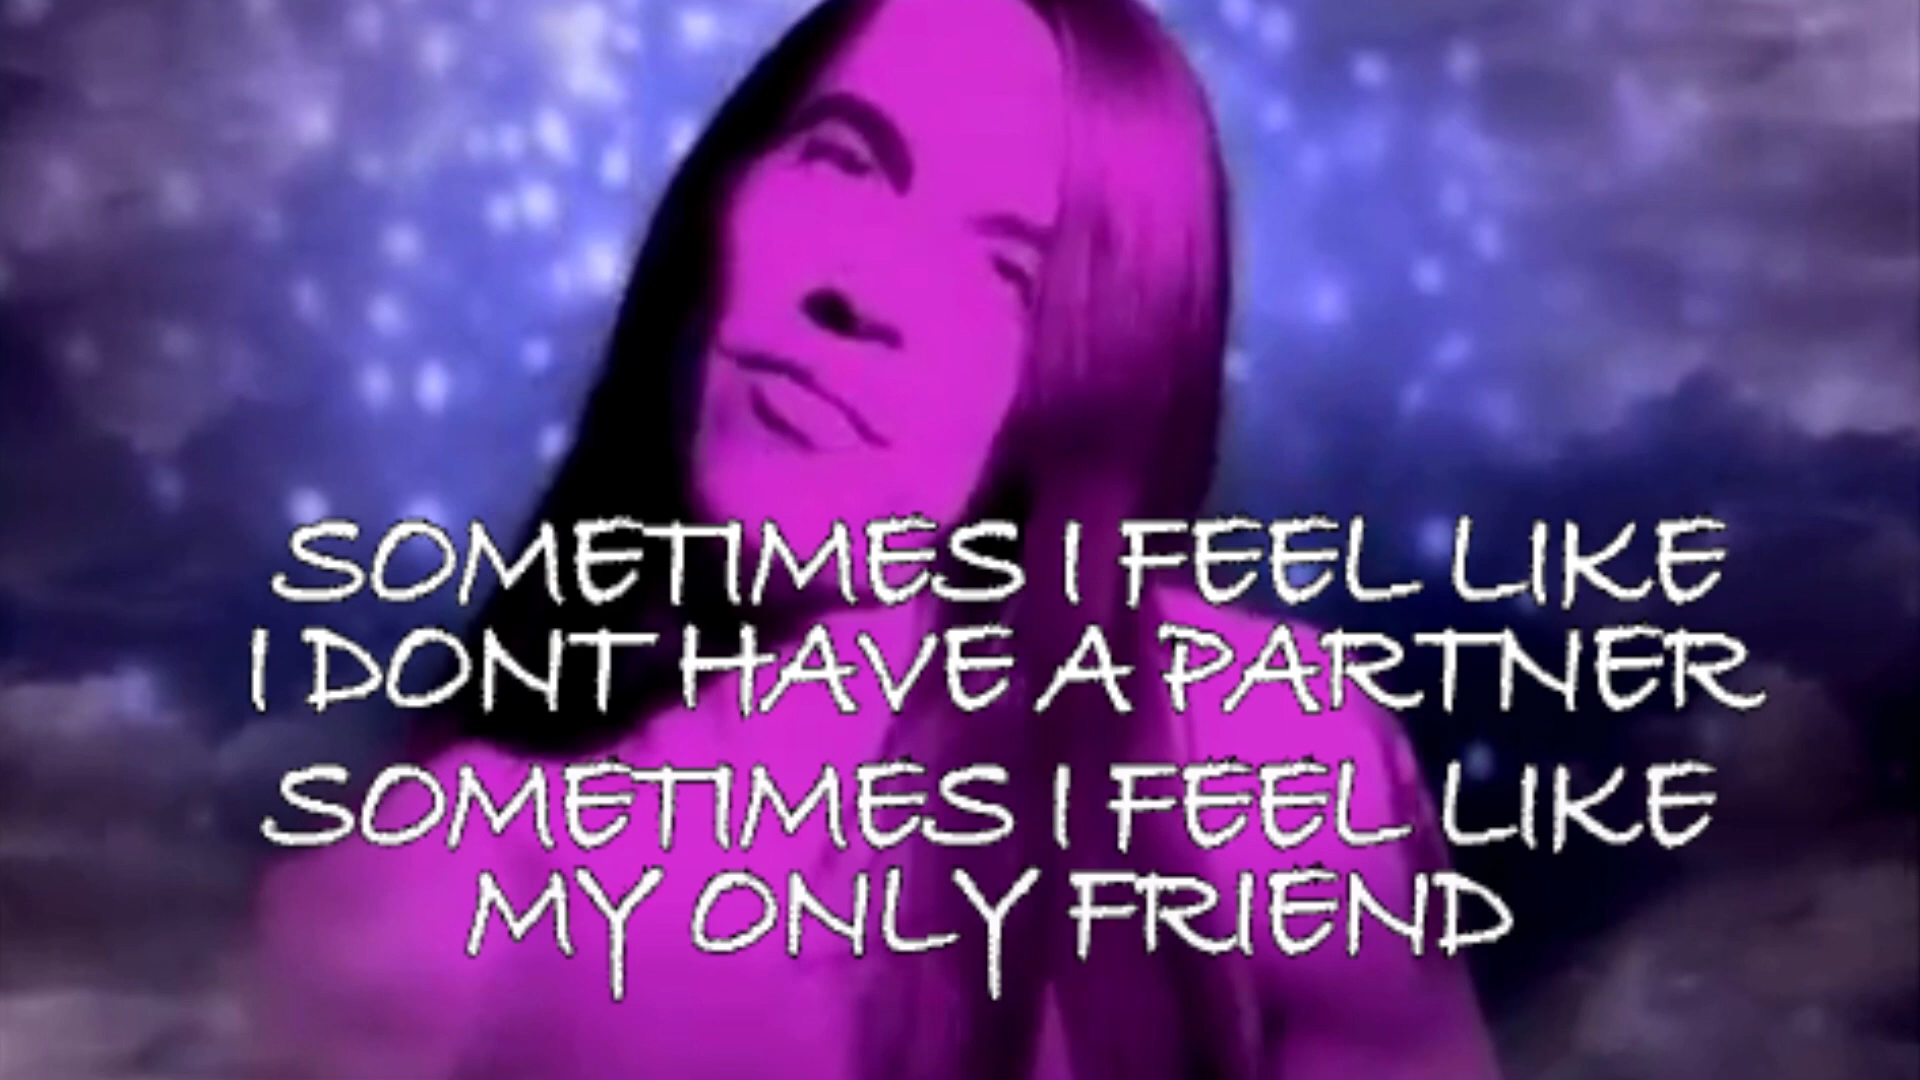 SOMETIMES I FEEL LIKE
I DONT HAVE A PARTNER
SOMETIMES I FEEL LIKE
MY ONLY FRIEND